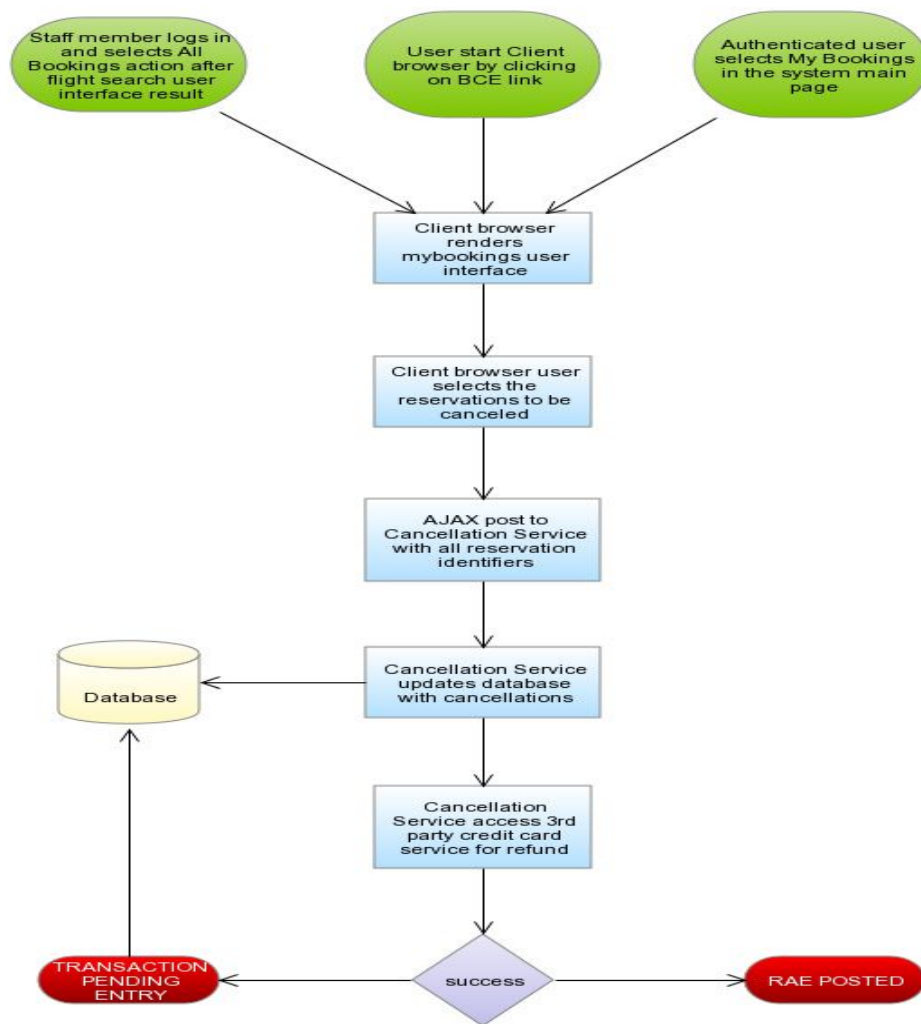 Staff member logs in
and selects All
Bookings action after
flight search user
interface result
User start Client
browser by clicking
on BCE link
Authenticated user
selects My Bookings
in the system main
page
Client browser
renders
mybookings user
interface
Client browser user
selects the
reservations to be
canceled
AJAX post to
Cancellation Service
with all reservation
identifiers
Cancellation Service
updates database
with cancellations
Database
Cancellation
Service access 3rd
party credit card
service for refund
TRANSACTION
PENDING
ENTRY
success
RAE POSTED